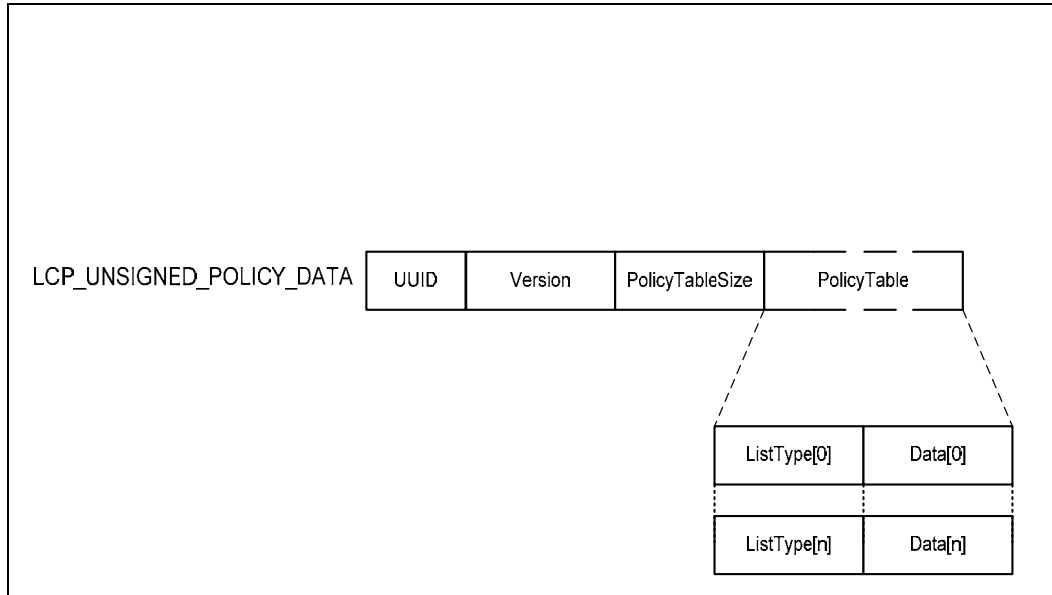 LCP_UNSIGNED_POLICY_DATA UUID Version PolicyTableSize PolicyTable
ListType[0] Data[0]
ListType[n] Data[n]